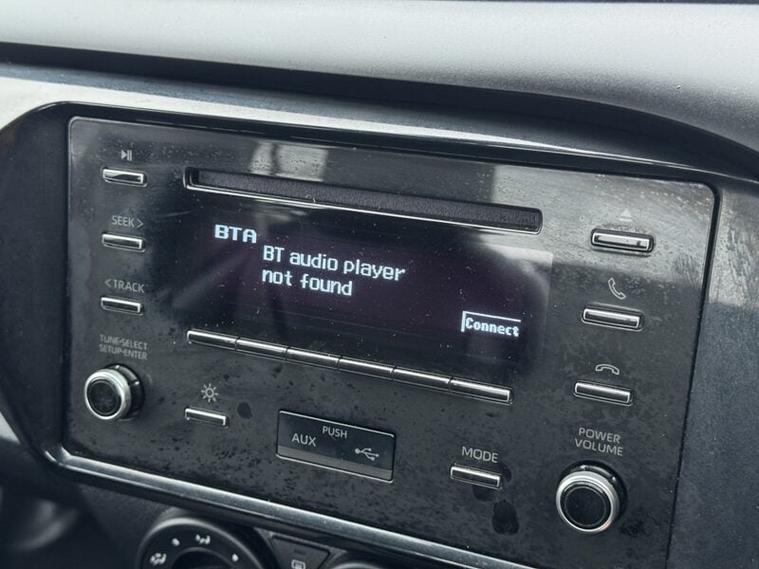 SEEK >
BTA
BT audio player
not found
< TRACK
Connect
TUNE•SELECT
SETUP•ENTER
PUSH
AUX
MODE
POWER
VOLUME